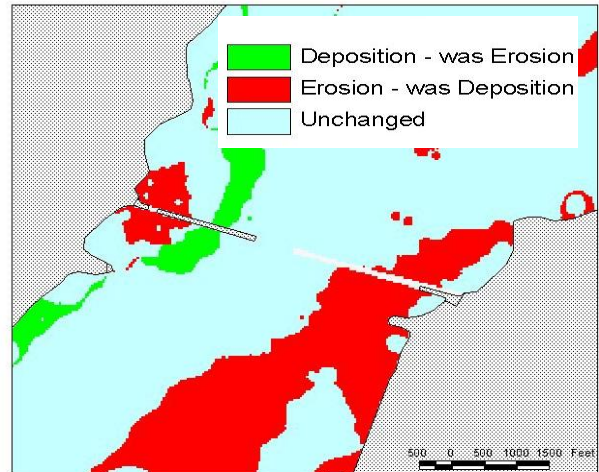 Deposition - was Erosion
Erosion - was Deposition
Unchanged
500 0 500 1000 1500 Feet